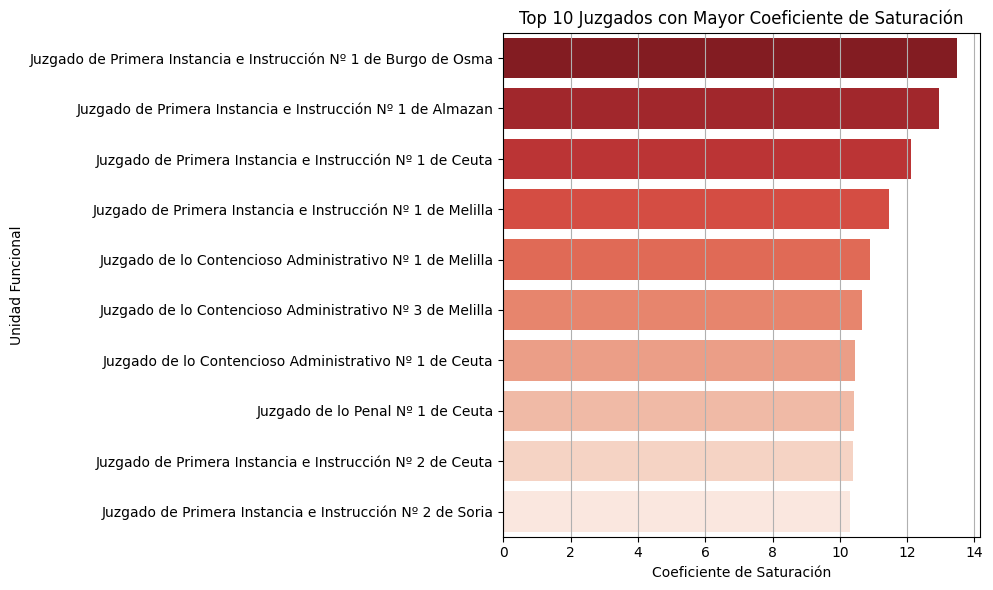 Top 10 Juzgados con Mayor Coeficiente de Saturación
Unidad Funcional
Juzgado de Primera Instancia e Instrucción Nº 1 de Burgo de Osma
Juzgado de Primera Instancia e Instrucción Nº 1 de Almazan
Juzgado de Primera Instancia e Instrucción Nº 1 de Ceuta
Juzgado de Primera Instancia e Instrucción Nº 1 de Melilla
Juzgado de lo Contencioso Administrativo Nº 1 de Melilla
Juzgado de lo Contencioso Administrativo Nº 3 de Melilla
Juzgado de lo Contencioso Administrativo Nº 1 de Ceuta
Juzgado de lo Penal Nº 1 de Ceuta
Juzgado de Primera Instancia e Instrucción Nº 2 de Ceuta
Juzgado de Primera Instancia e Instrucción Nº 2 de Soria
0 2 4 6 8 10 12 14
Coeficiente de Saturación